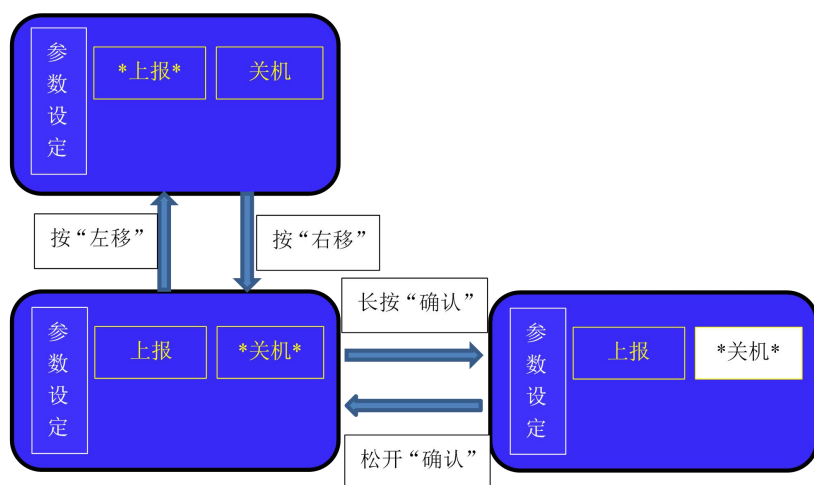 参数设定
*上报*
关机
按“左移”
按“右移”
参数设定
上报
*关机*
长按“确认”
松开“确认”
参数设定
上报
*关机*